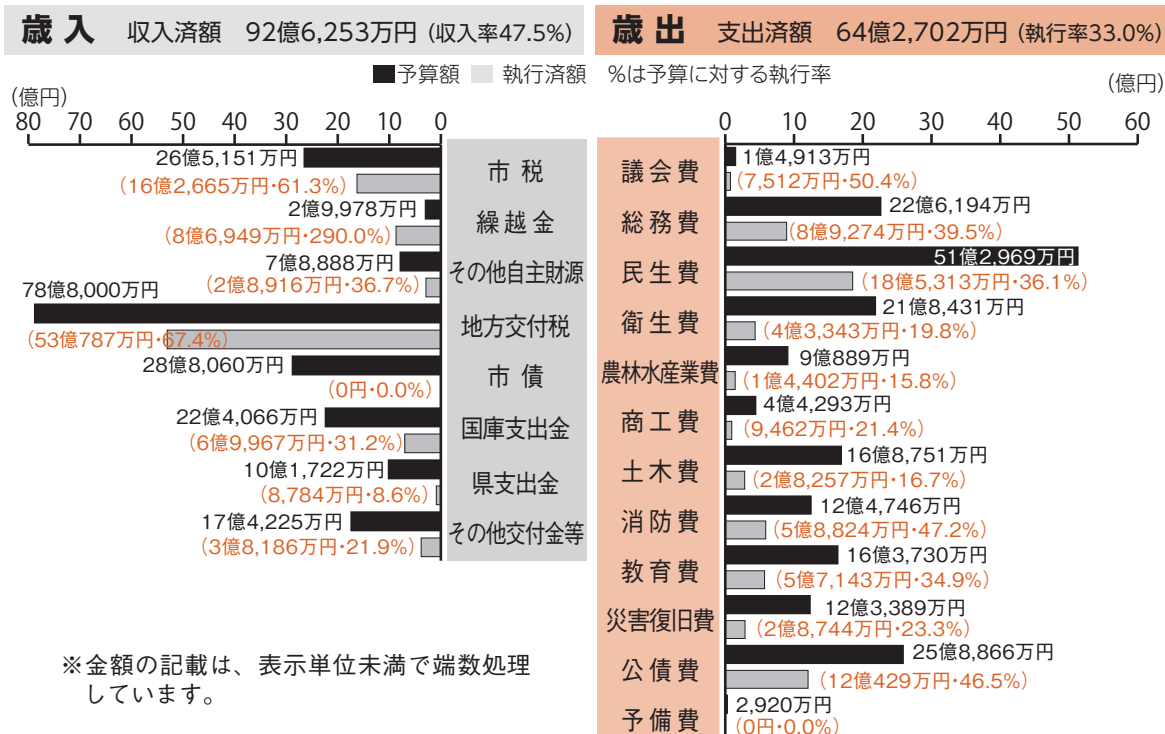 歳入 収入済額 92億6,253万円 (収入率47.5%)
歳出 支出済額 64億2,702万円 (執行率33.0%)
■予算額 執行済額 %は予算に対する執行率
(億円)
80 70 60 50 40 30 20 10 0
26億5,151万円
市税
(16億2,665万円・61.3%)
2億9,978万円
繰越金
(8億6,949万円・290.0%)
7億8,888万円
その他自主財源
(2億8,916万円・36.7%)
78億8,000万円
地方交付税
(53億787万円・67.4%)
28億8,060万円
市債
(0円・0.0%)
22億4,066万円
国庫支出金
(6億9,967万円・31.2%)
10億1,722万円
県支出金
(8,784万円・8.6%)
17億4,225万円
その他交付金等
(3億8,186万円・21.9%)
※金額の記載は、表示単位未満で端数処理
しています。
(億円)
0 10 20 30 40 50 60
議会費
1億4,913万円
(7,512万円・50.4%)
総務費
22億6,194万円
(8億9,274万円・39.5%)
民生費
51億2,969万円
(18億5,313万円・36.1%)
衛生費
21億8,431万円
(4億3,343万円・19.8%)
農林水産業費
9億889万円
(1億4,402万円・15.8%)
商工費
4億4,293万円
(9,462万円・21.4%)
土木費
16億8,751万円
(2億8,257万円・16.7%)
消防費
12億4,746万円
(5億8,824万円・47.2%)
教育費
16億3,730万円
(5億7,143万円・34.9%)
災害復旧費
12億3,389万円
(2億8,744万円・23.3%)
公債費
25億8,866万円
(12億429万円・46.5%)
予備費
2,920万円
(0円・0.0%)